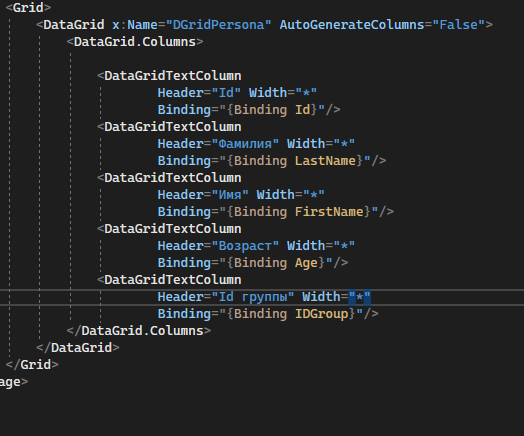 <Grid>
<DataGrid x:Name="DGridPersona" AutoGenerateColumns="False">
<DataGrid.Columns>
<DataGridTextColumn
Header="Id" Width="*"
Binding="{Binding Id}"/>
<DataGridTextColumn
Header="Фамилия" Width="*"
Binding="{Binding LastName}"/>
<DataGridTextColumn
Header="Имя" Width="*"
Binding="{Binding FirstName}"/>
<DataGridTextColumn
Header="Возраст" Width="*"
Binding="{Binding Age}"/>
<DataGridTextColumn
Header="Id группы" Width="*"
Binding="{Binding IDGroup}"/>
</DataGrid.Columns>
</DataGrid>
</Grid>
age>